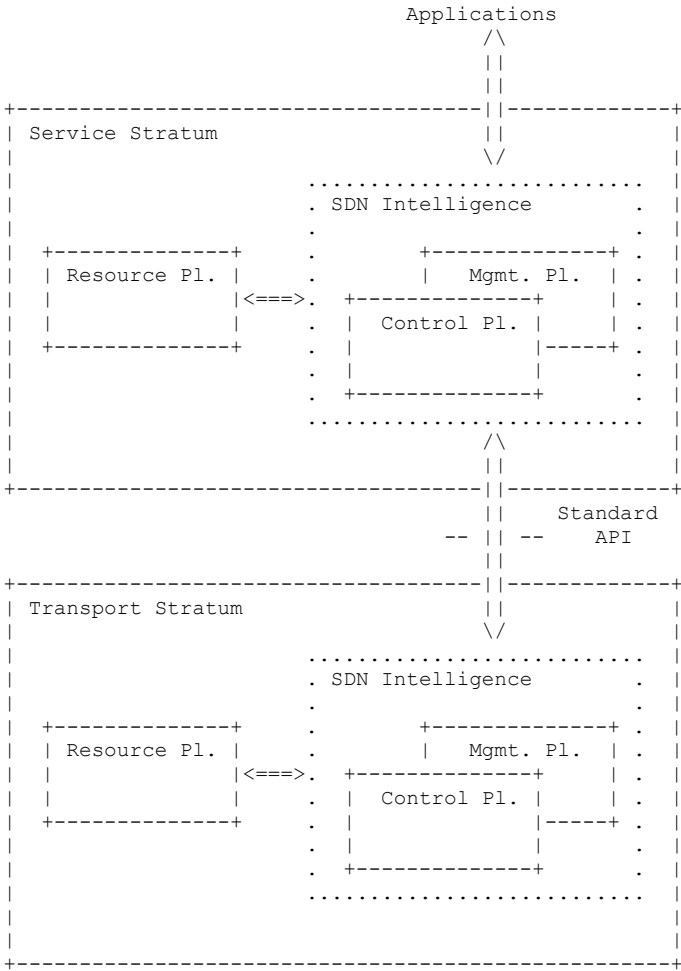 Applications
Service Stratum
SDN Intelligence
Resource Pl. Mgmt. Pl.
Control Pl.
Standard
API
Transport Stratum
SDN Intelligence
Resource Pl. Mgmt. Pl.
Control Pl.